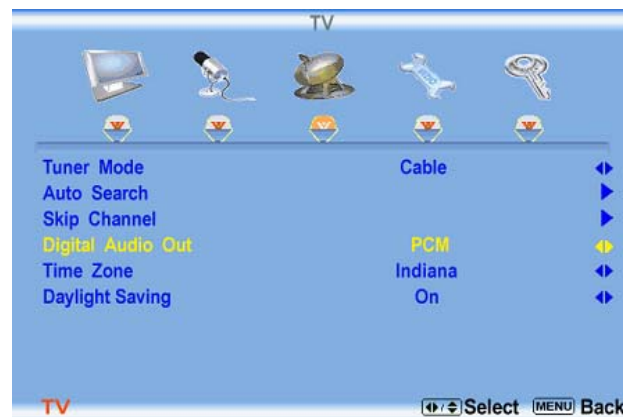 TV
Tuner Mode Cable
Auto Search
Skip Channel
Digital Audio Out PCM
Time Zone Indiana
Daylight Saving On
TV Select MENU Back